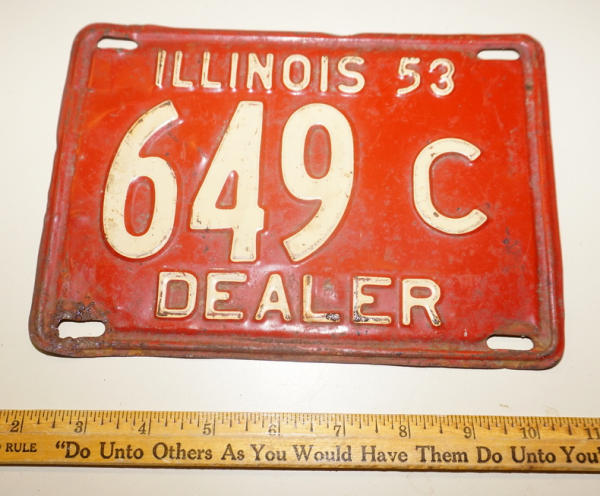 ILLINOIS 53
649 C
DEALER
2 3 4 5 6 7 8 9 10 11
RULE "Do Unto Others As You Would Have Them Do Unto You"